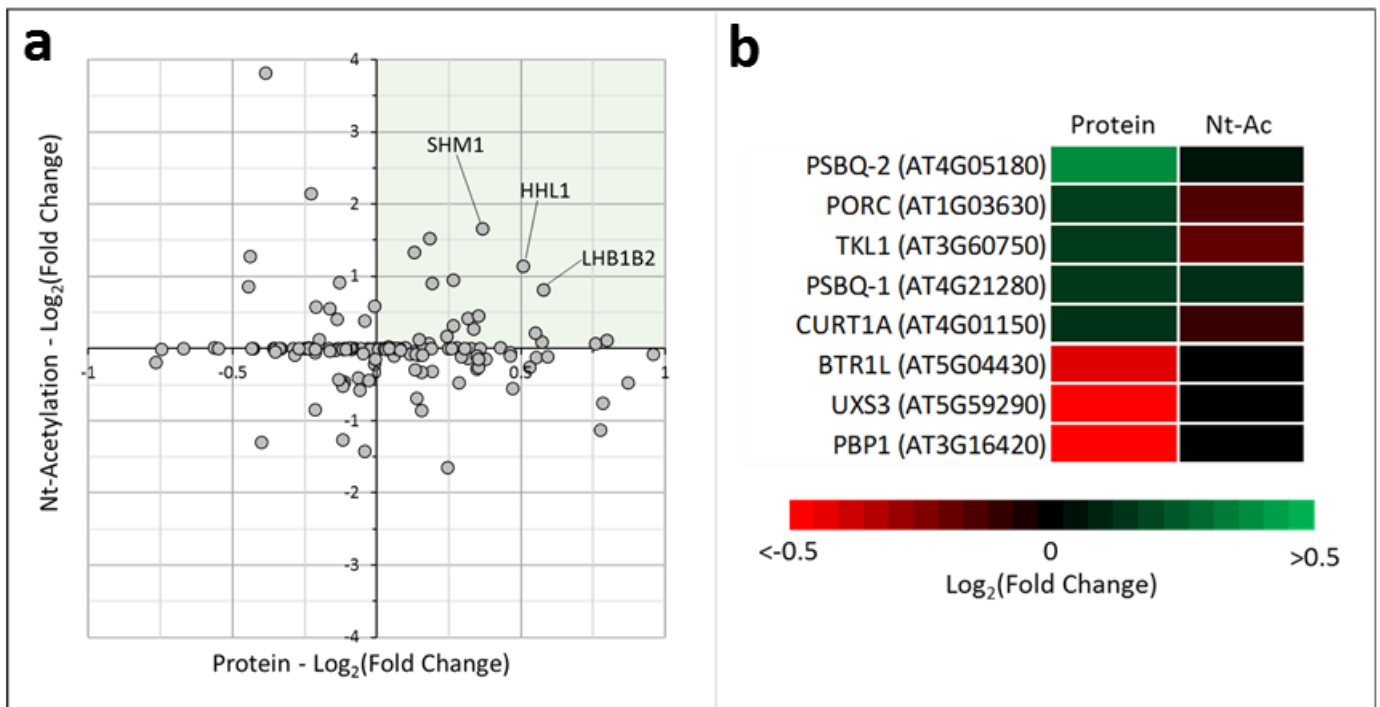 a
4
3
SHM1
2
HHL1
1
LHB1B2
-1
-0.5
0.5
1
-1
-2
-3
-4
Nt-Acetylation - Log2(Fold Change)
Protein - Log2(Fold Change)
b
Protein Nt-Ac
PSBQ-2 (AT4G05180)
PORC (AT1G03630)
TKL1 (AT3G60750)
PSBQ-1 (AT4G21280)
CURT1A (AT4G01150)
BTR1L (AT5G04430)
UXS3 (AT5G59290)
PBP1 (AT3G16420)
<-0.5 0 >0.5
Log2(Fold Change)